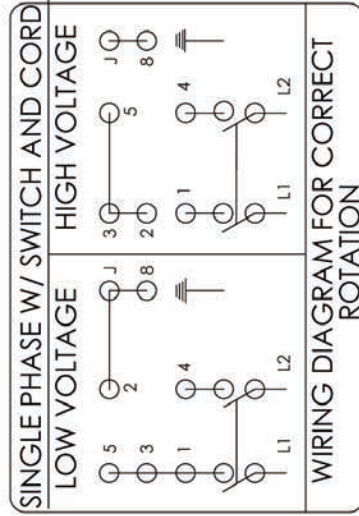 SINGLE PHASE W/ SWITCH AND CORD
LOW VOLTAGE
5
3
1
2
J
8
4
L1
L2
HIGH VOLTAGE
3
2
5
J
8
1
4
L1
L2
WIRING DIAGRAM FOR CORRECT
ROTATION